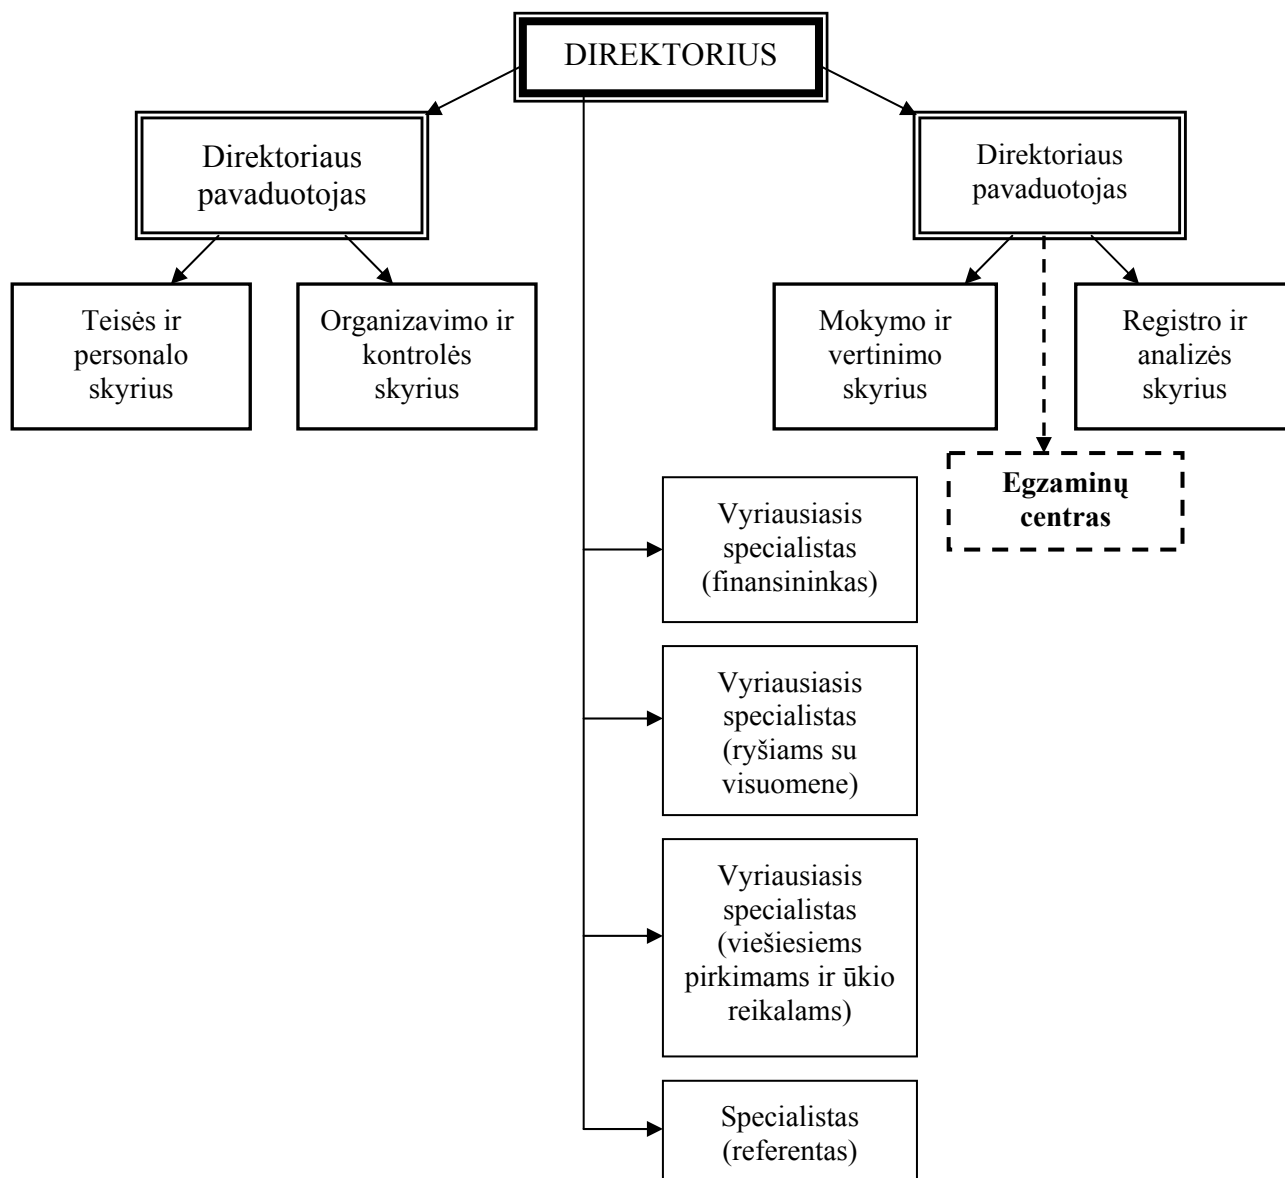 DIREKTORIUS
Direktoriaus
pavaduotojas
Direktoriaus
pavaduotojas
Teisės ir
personalo
skyrius
Organizavimo ir
kontrolės
skyrius
Mokymo ir
vertinimo
skyrius
Registro ir
analizės
skyrius
Egzaminų
centras
Vyriausiasis
specialistas
(finansininkas)
Vyriausiasis
specialistas
(ryšiams su
visuomene)
Vyriausiasis
specialistas
(viešiesiems
pirkimams ir ūkio
reikalams)
Specialistas
(referentas)